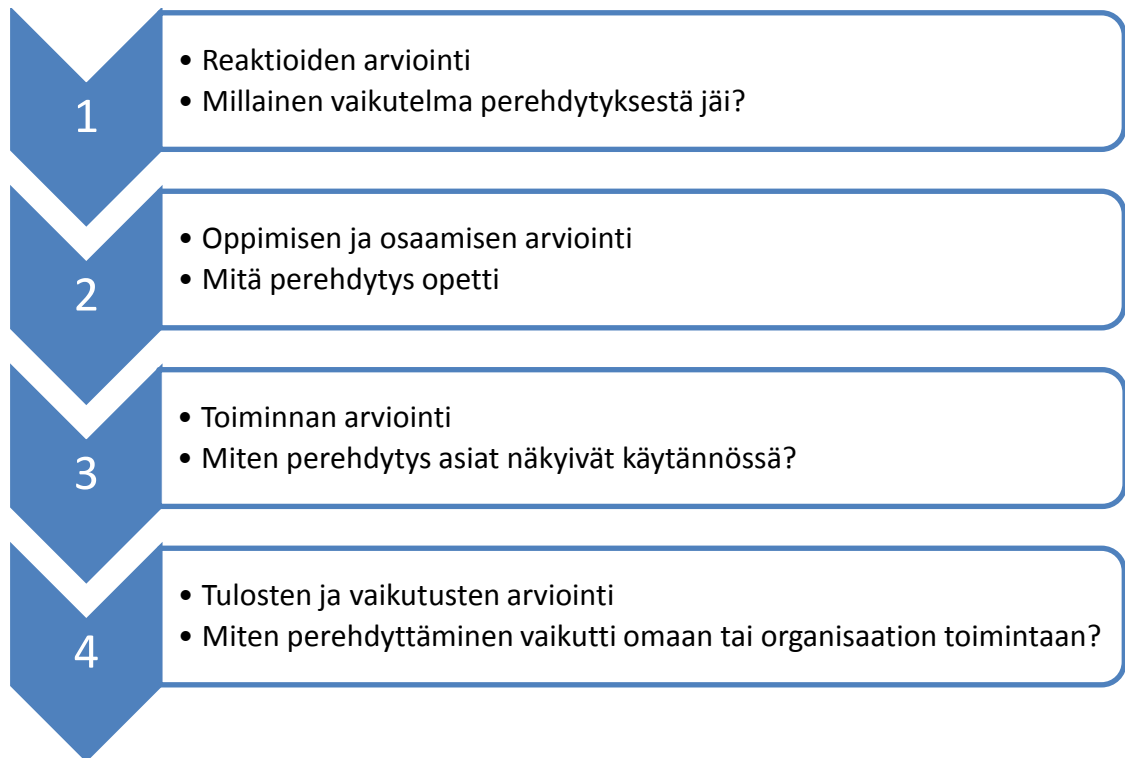 1
• Reaktioiden arviointi
• Millainen vaikutelma perehdytyksestä jäi?
2
• Oppimisen ja osaamisen arviointi
• Mitä perehdytys opetti
3
• Toiminnan arviointi
• Miten perehdytys asiat näkyivät käytännössä?
4
• Tulosten ja vaikutusten arviointi
• Miten perehdyttäminen vaikutti omaan tai organisaation toimintaan?